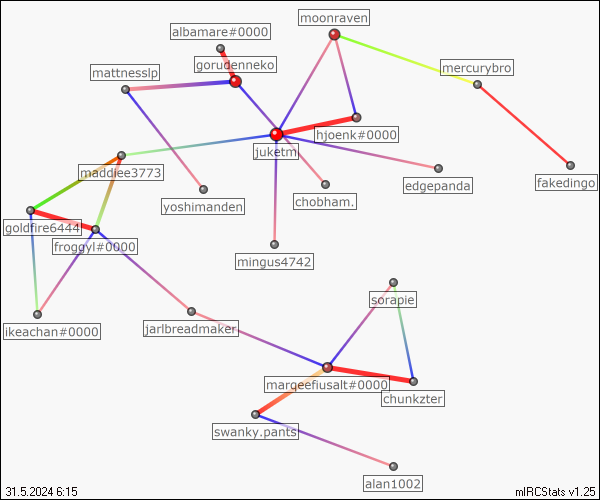 moonraven
albamare#0000
gorudenneko
mercurybro
mattnesslp
hjoenk#0000
juketm
maddiee3773
edgepanda
fakedingo
chobham.
yoshimanden
goldfire6444
froggyl#0000
mingus4742
sorapie
ikeachan#0000
jarlbreadmaker
marqeefiusalt#0000
chunkzter
swanky.pants
alan1002
31.5.2024 6:15
mIRCStats v1.25